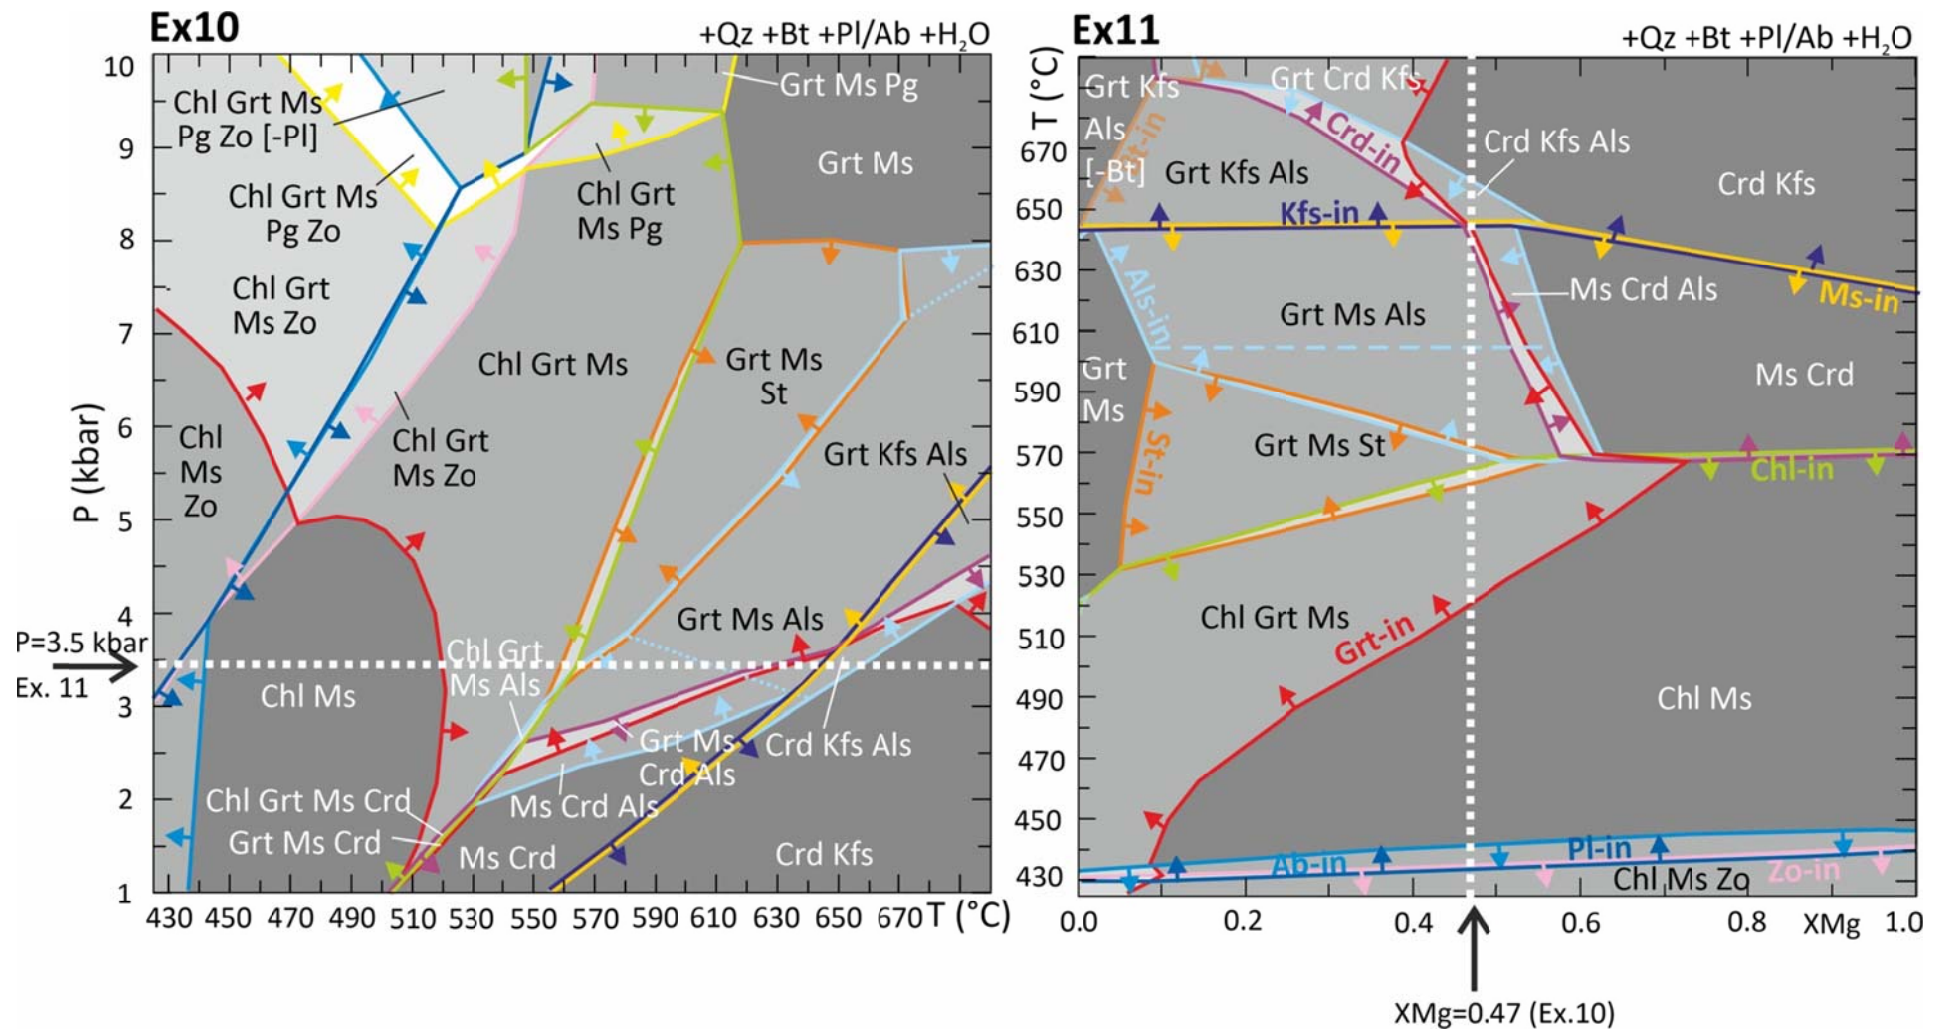 Ex10
+Qz +Bt +Pl/Ab +H2O
10
9
8
7
6
5
4
3
2
1
P (kbar)
430 450 470 490 510 530 550 570 590 610 630 650 670 T (°C)
Chl Grt Ms
Pg Zo [-Pl]
Chl Grt Ms
Pg Zo
Chl Grt
Ms Zo
Chl
Ms
Zo
Chl Grt
Ms Zo
Chl Grt Ms
Chl Grt
Ms Pg
Grt Ms Pg
Grt Ms
Grt Ms
St
Grt Kfs Als
Grt Ms Als
Chl Grt
Ms Als
Chl Ms
Grt Ms
Crd Als
Crd Kfs Als
Ms Crd Als
Chl Grt Ms Crd
Grt Ms Crd
Ms Crd
Crd Kfs
P=3.5 kbar
Ex. 11
Ex11
+Qz +Bt +Pl/Ab +H2O
T (°C)
670
650
630
610
590
570
550
530
510
490
470
450
430
0.0 0.2 0.4 0.6 0.8 XMg 1.0
Grt Kfs
Als
[-Bt]
Bt-in
Grt Crd Kfs
Crd-in
Crd Kfs Als
Grt Kfs Als
Crd Kfs
Kfs-in
Als-in
Ms Crd Als
Ms-in
Grt Ms Als
Grt
Ms
Ms Crd
St-in
Grt Ms St
Chl-in
Chl Grt Ms
Grt-in
Chl Ms
Ab-in
Pl-in
Zo-in
Chl Ms Zo
XMg=0.47 (Ex.10)